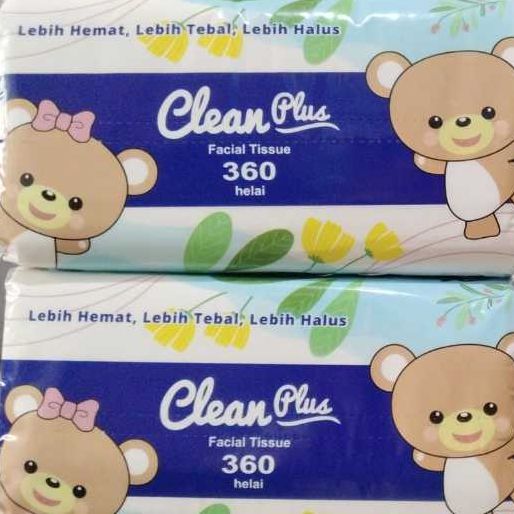 Lebih Hemat, Lebih Tebal, Lebih Halus
Clean Plus
Facial Tissue
360
helai
Lebih Hemat, Lebih Tebal, Lebih Halus
Clean Plus
Facial Tissue
360
helai